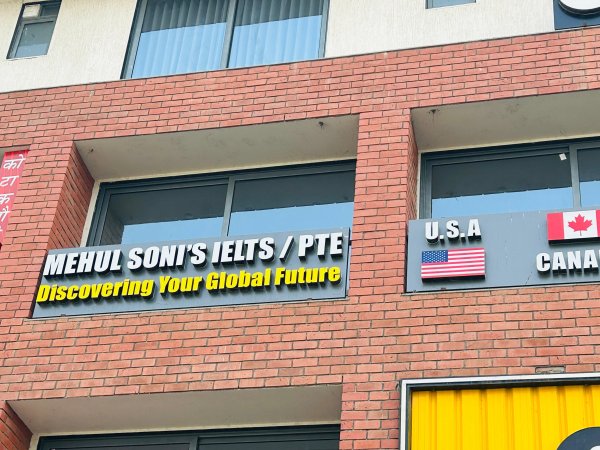 MEHUL SONI'S IELTS / PTE
Discovering Your Global Future
U.S.A